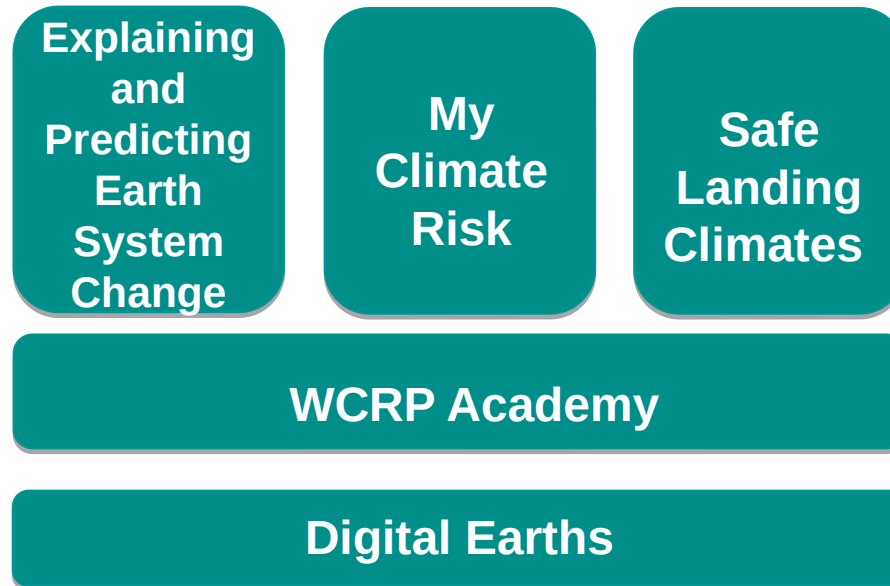 Explaining
and
Predicting
Earth
System
Change
My
Climate
Risk
Safe
Landing
Climates
WCRP Academy
Digital Earths